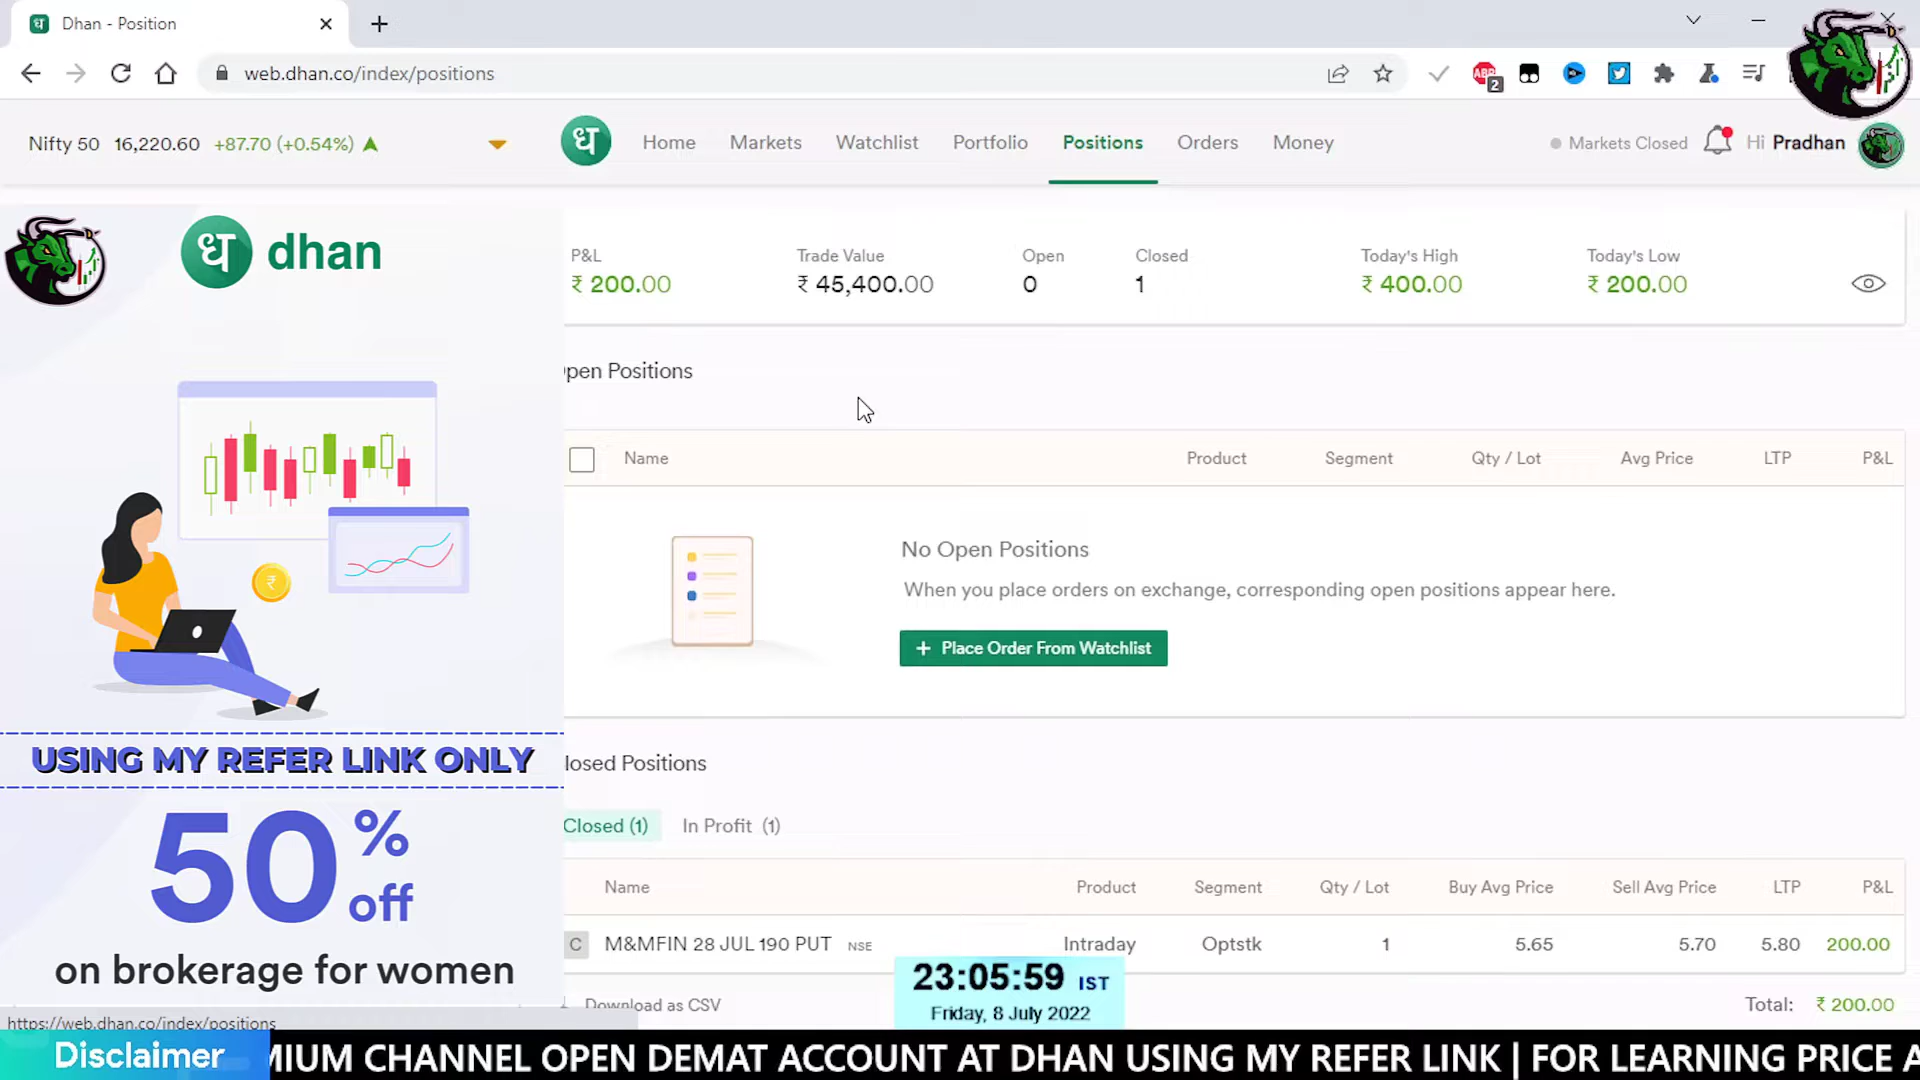 Dhan - Position
web.dhan.co/index/positions
ABP
2
Nifty 50 16,220.60 +87.70 (+0.54%)
ध
Home Markets Watchlist Portfolio Positions Orders Money
Markets Closed
Hi Pradhan
ध dhan
P&L Trade Value Open Closed Today's High Today's Low
₹ 200.00 ₹ 45,400.00 0 1 ₹ 400.00 ₹ 200.00
pen Positions
Name Product Segment Qty / Lot Avg Price LTP P&L
No Open Positions
When you place orders on exchange, corresponding open positions appear here.
+ Place Order From Watchlist
USING MY REFER LINK ONLY
50% off
on brokerage for women
losed Positions
Closed (1) In Profit (1)
Name Product Segment Qty / Lot Buy Avg Price Sell Avg Price LTP P&L
C M&MFIN 28 JUL 190 PUT NSE Intraday Optstk 1 5.65 5.70 5.80 200.00
Download as CSV
Total: ₹ 200.00
23:05:59 IST
Friday, 8 July 2022
https://web.dhan.co/index/positions
Disclaimer
MIUM CHANNEL OPEN DEMAT ACCOUNT AT DHAN USING MY REFER LINK | FOR LEARNING PRICE A